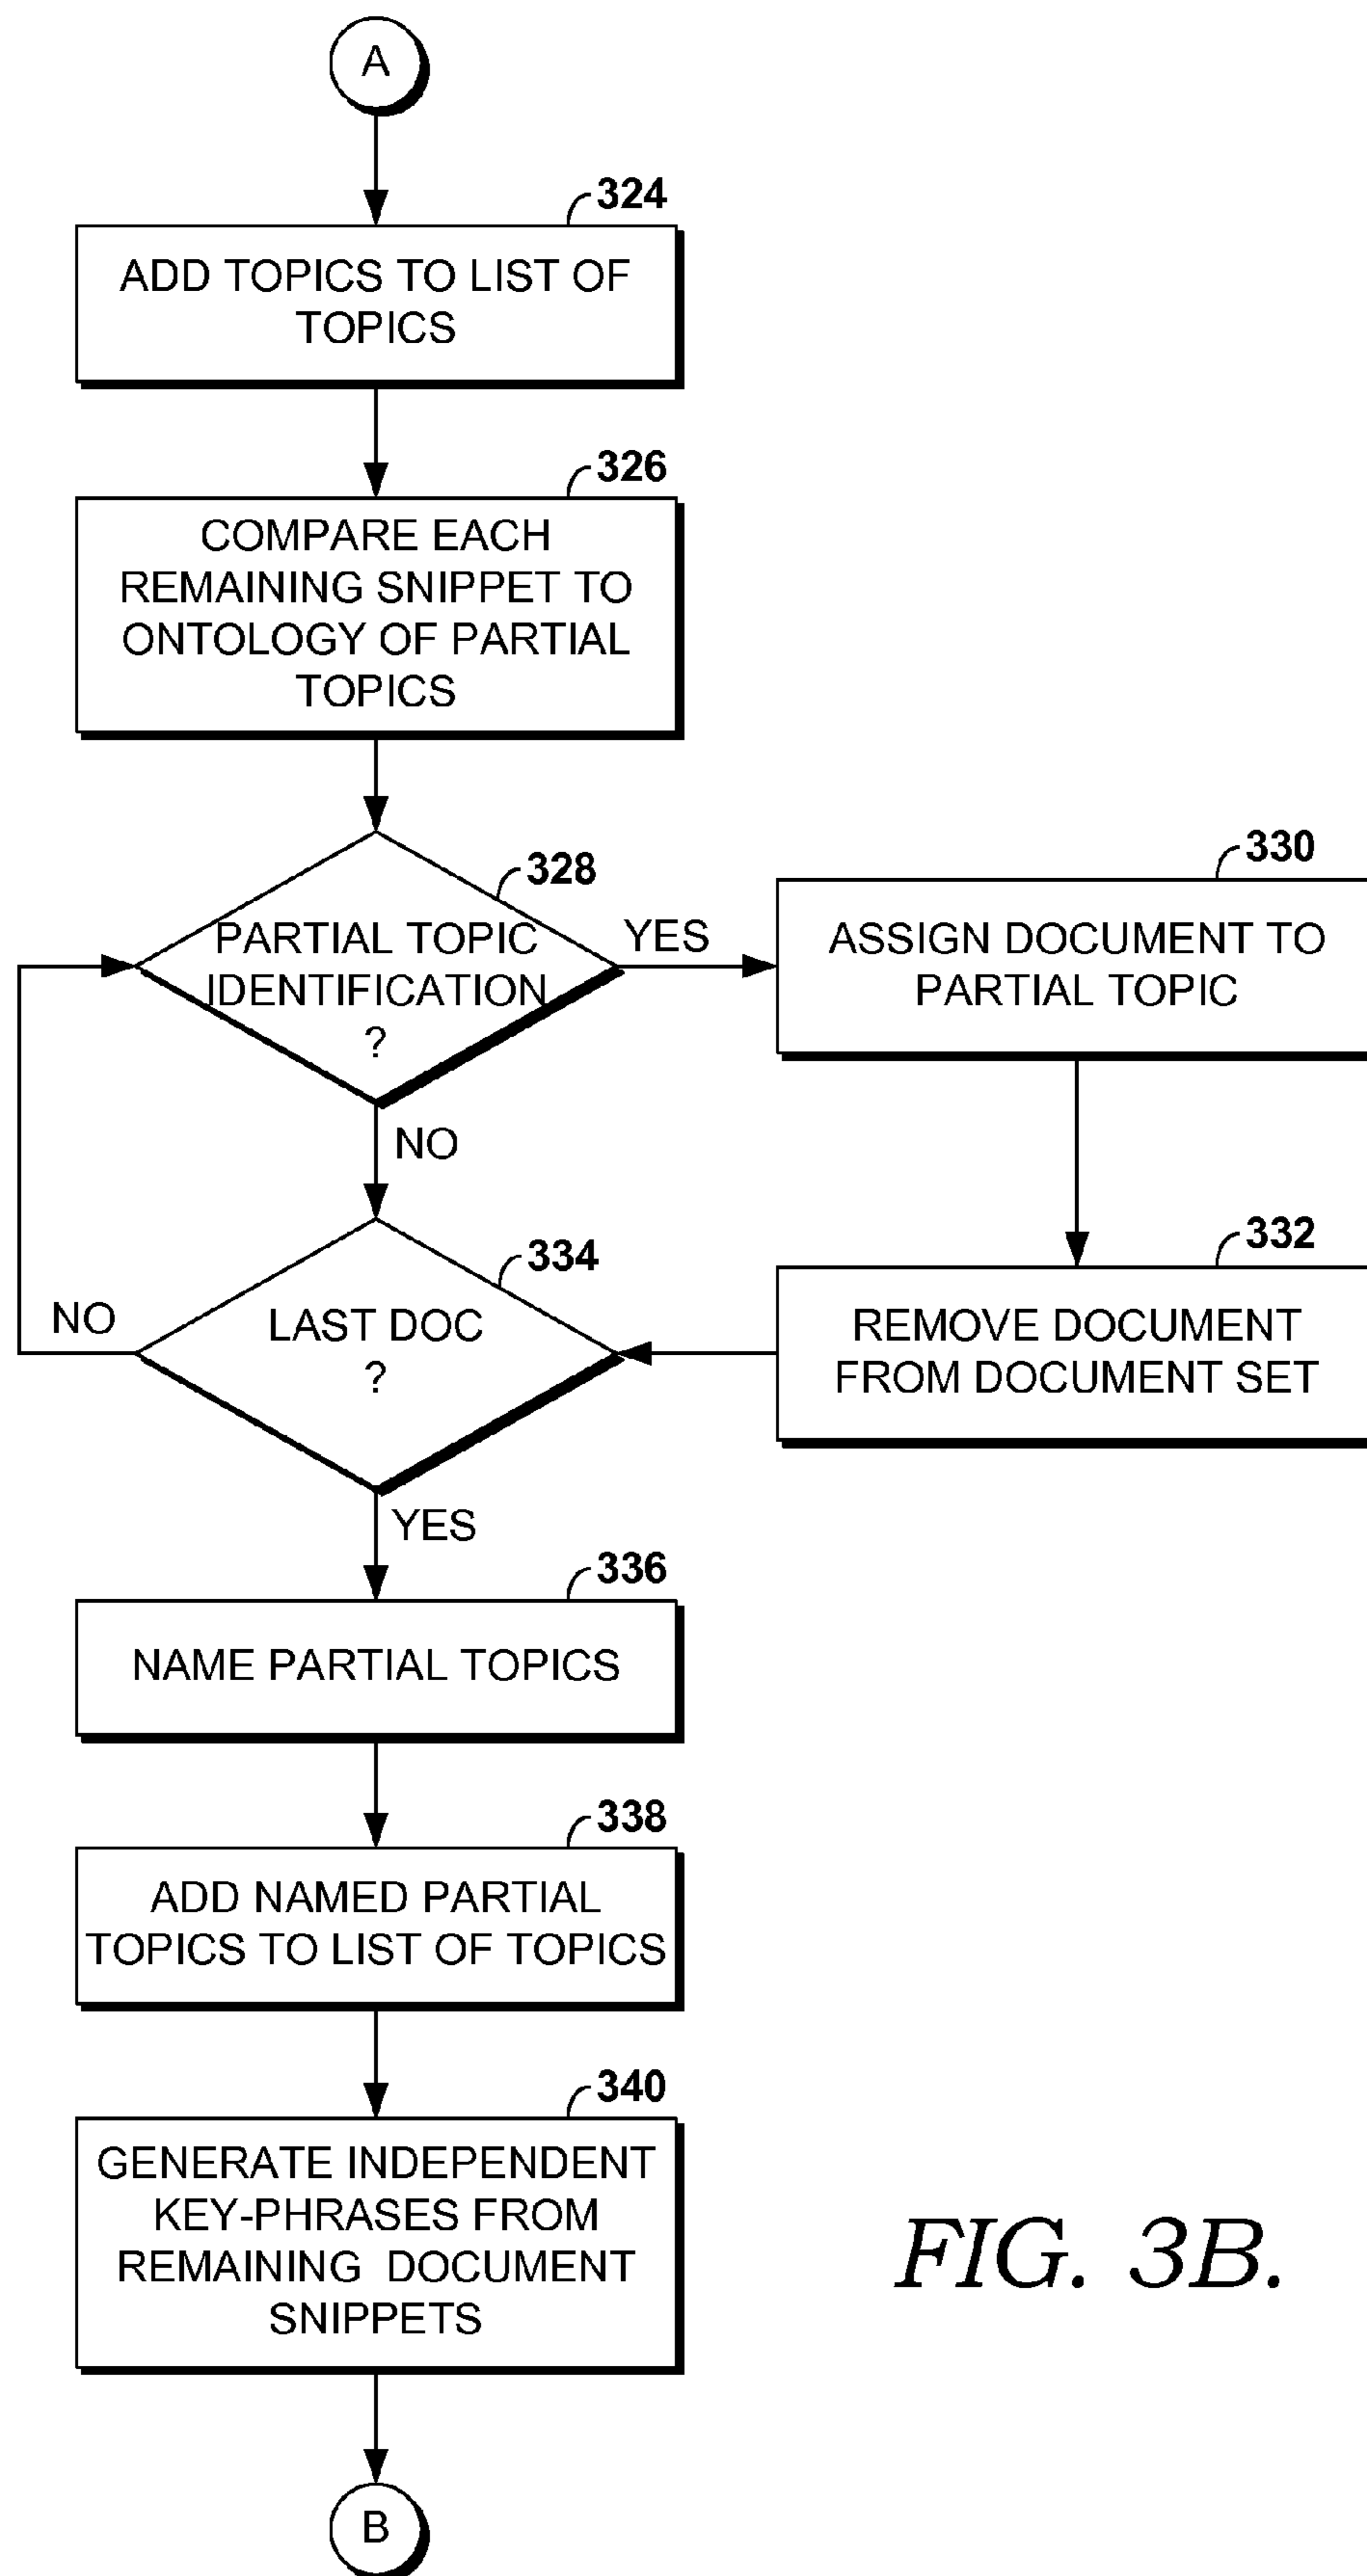 A
324
ADD TOPICS TO LIST OF
TOPICS
326
COMPARE EACH
REMAINING SNIPPET TO
ONTOLOGY OF PARTIAL
TOPICS
328
PARTIAL TOPIC
IDENTIFICATION
?
YES
330
ASSIGN DOCUMENT TO
PARTIAL TOPIC
NO
334
LAST DOC
?
NO
332
REMOVE DOCUMENT
FROM DOCUMENT SET
YES
336
NAME PARTIAL TOPICS
338
ADD NAMED PARTIAL
TOPICS TO LIST OF TOPICS
340
GENERATE INDEPENDENT
KEY-PHRASES FROM
REMAINING DOCUMENT
SNIPPETS
FIG. 3B.
B